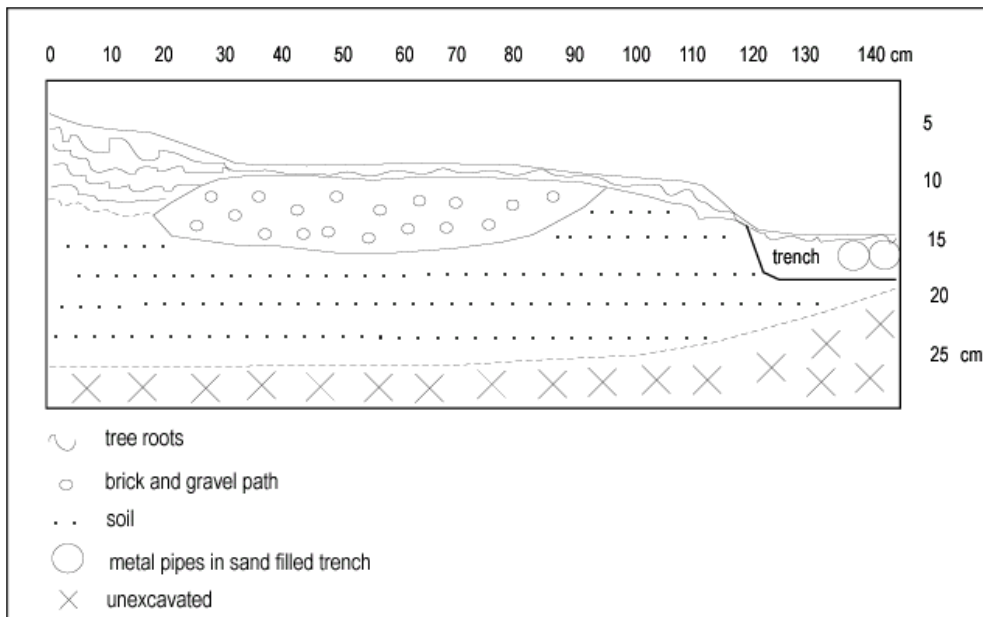 0 10 20 30 40 50 60 70 80 90 100 110 120 130 140 cm
5
10
15
trench
20
25 cm
tree roots
brick and gravel path
soil
metal pipes in sand filled trench
unexcavated